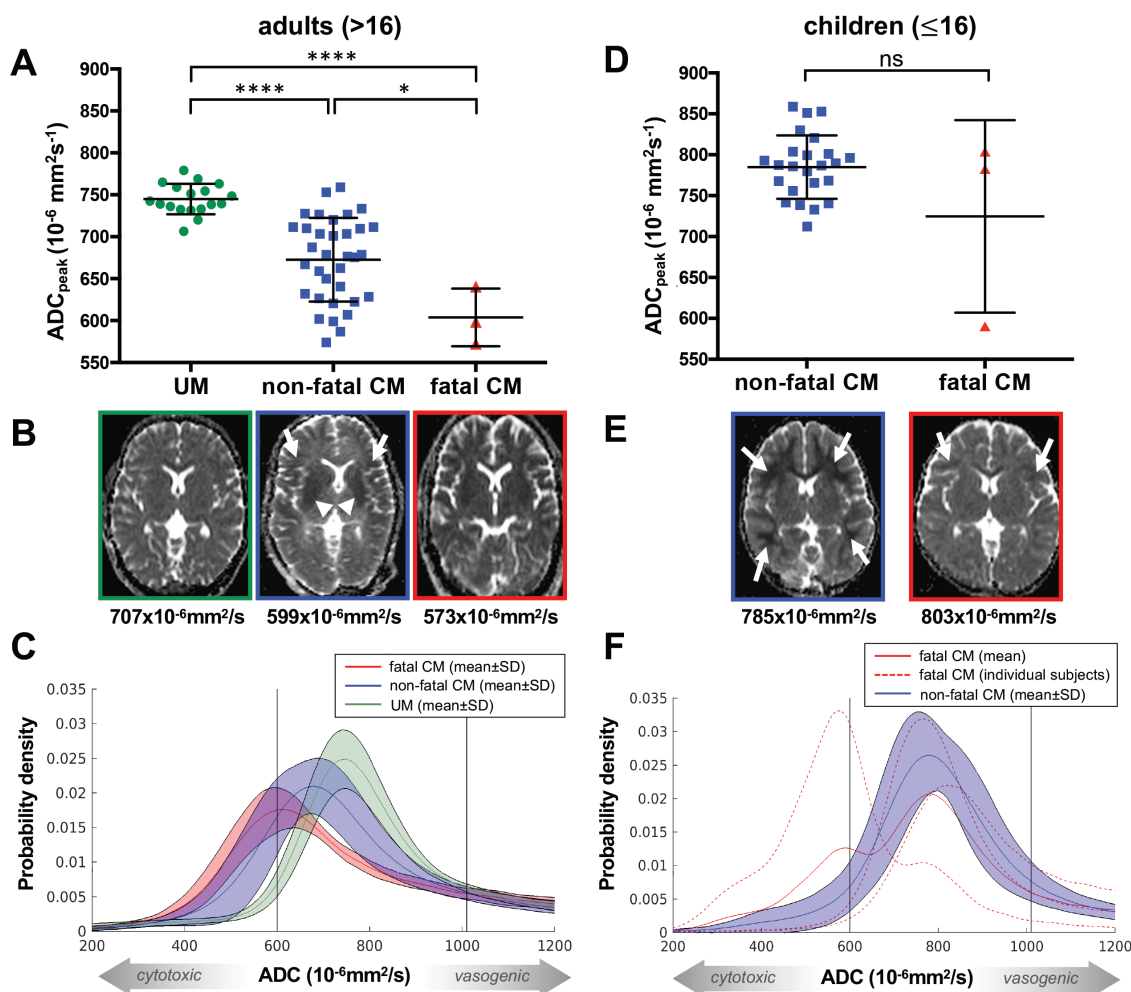 adults (>16)
children (≤16)
A
900
850
800
750
700
650
600
550
ADCpeak (10-6 mm2s-1)
****
****
*
UM
non-fatal CM
fatal CM
D
900
850
800
750
700
650
600
550
ADCpeak (10-6 mm2s-1)
ns
non-fatal CM
fatal CM
B
707x10-6mm2/s
599x10-6mm2/s
573x10-6mm2/s
E
785x10-6mm2/s
803x10-6mm2/s
C
fatal CM (mean±SD)
non-fatal CM (mean±SD)
UM (mean±SD)
0.035
0.03
0.025
0.02
0.015
0.01
0.005
0
Probability density
200
400
600
800
1000
1200
cytotoxic
ADC (10-6mm2/s)
vasogenic
F
fatal CM (mean)
fatal CM (individual subjects)
non-fatal CM (mean±SD)
0.035
0.03
0.025
0.02
0.015
0.01
0.005
0
Probability density
200
400
600
800
1000
1200
cytotoxic
ADC (10-6mm2/s)
vasogenic